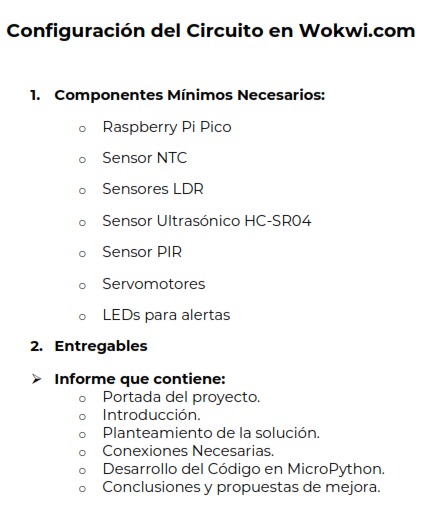 Configuración del Circuito en Wokwi.com
1. Componentes Mínimos Necesarios:
o Raspberry Pi Pico
o Sensor NTC
o Sensores LDR
o Sensor Ultrasónico HC-SR04
o Sensor PIR
o Servomotores
o LEDs para alertas
2. Entregables
➢ Informe que contiene:
o Portada del proyecto.
o Introducción.
o Planteamiento de la solución.
o Conexiones Necesarias.
o Desarrollo del Código en MicroPython.
o Conclusiones y propuestas de mejora.